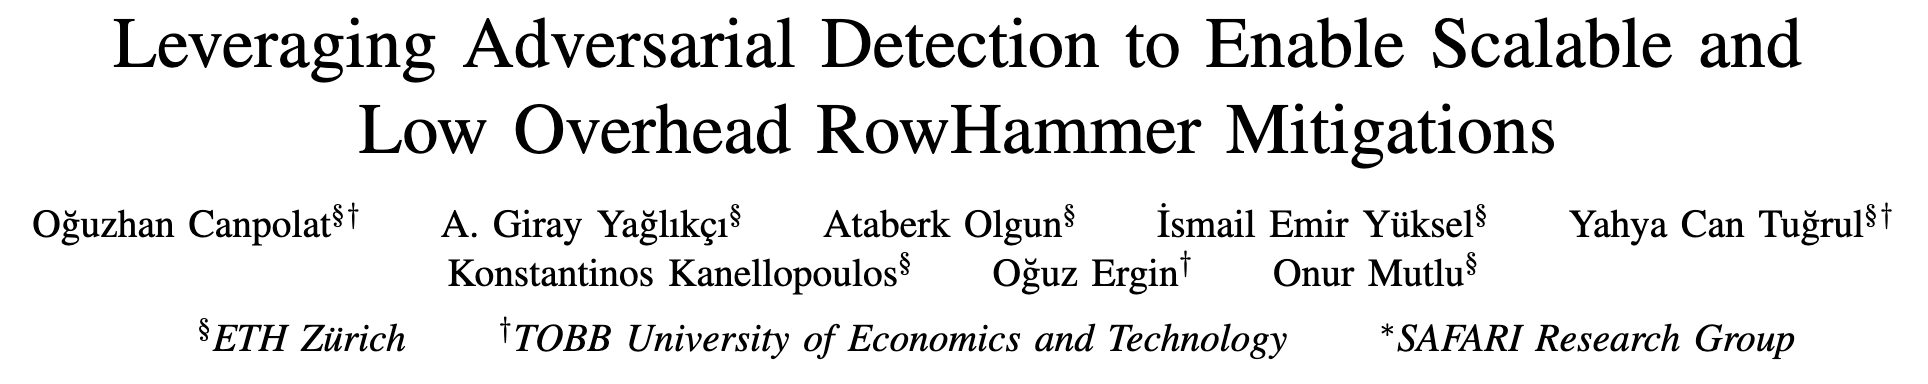 Leveraging Adversarial Detection to Enable Scalable and
Low Overhead RowHammer Mitigations
Oğuzhan Canpolat§† A. Giray Yağlıkçı§ Ataberk Olgun§ İsmail Emir Yüksel§ Yahya Can Tuğrul§†
Konstantinos Kanellopoulos§ Oğuz Ergin† Onur Mutlu§
§ETH Zürich †TOBB University of Economics and Technology *SAFARI Research Group